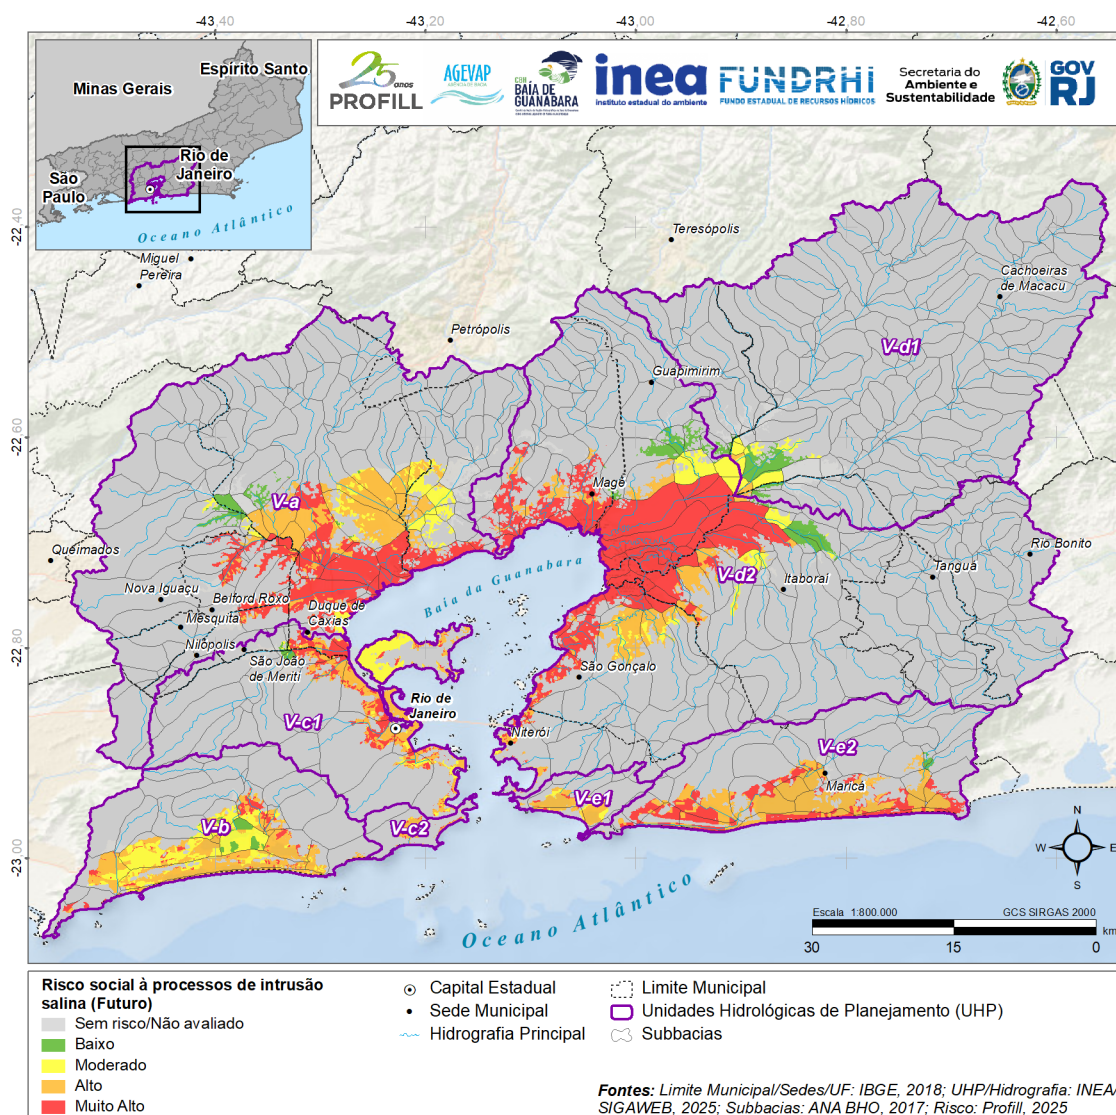 -43,40
-43,20
-43,00
-42,80
-42,60
Minas Gerais
Espírito Santo
Rio de
Janeiro
São
Paulo
Oceano Atlântico
25 anos
PROFILL
AGEVAP
CBH
BAÍA DE
GUANABARA
inea
instituto estadual do ambiente
FUNDRHI
FUNDO ESTADUAL DE RECURSOS HÍDRICOS
Secretaria do
Ambiente e
Sustentabilidade
GOV
RJ
-22,40
-22,60
-22,80
-23,00
Miguel
Pereira
Teresópolis
Cachoeiras
de Macacu
Petrópolis
V-d1
Guapimirim
V-a
Magé
Queimados
Rio Bonito
Baia da Guanabara
V-d2
Itaboraí
Tanguá
Nova Iguaçu
Belford Roxo
Mesquita
Duque de
Caxias
Nilópolis
São João
de Meriti
São Gonçalo
Rio de
Janeiro
V-c1
Niterói
V-e2
Maricá
V-e1
V-b
V-c2
N
W
E
S
Oceano Atlântico
Escala 1:800.000
GCS SIRGAS 2000
km
30
15
0
Risco social à processos de intrusão
salina (Futuro)
Sem risco/Não avaliado
Baixo
Moderado
Alto
Muito Alto
Capital Estadual
Sede Municipal
Hidrografia Principal
Limite Municipal
Unidades Hidrológicas de Planejamento (UHP)
Subbacias
Fontes: Limite Municipal/Sedes/UF: IBGE, 2018; UHP/Hidrografia: INEA/
SIGAWEB, 2025; Subbacias: ANA BHO, 2017; Risco: Profill, 2025